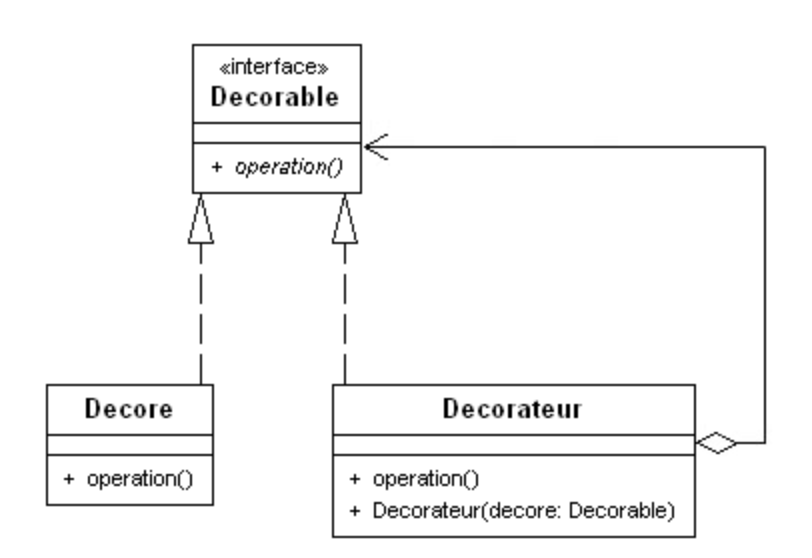 «interface»
Decorable
+ operation()
Decore
+ operation()
Decorateur
+ operation()
+ Decorateur(decore: Decorable)